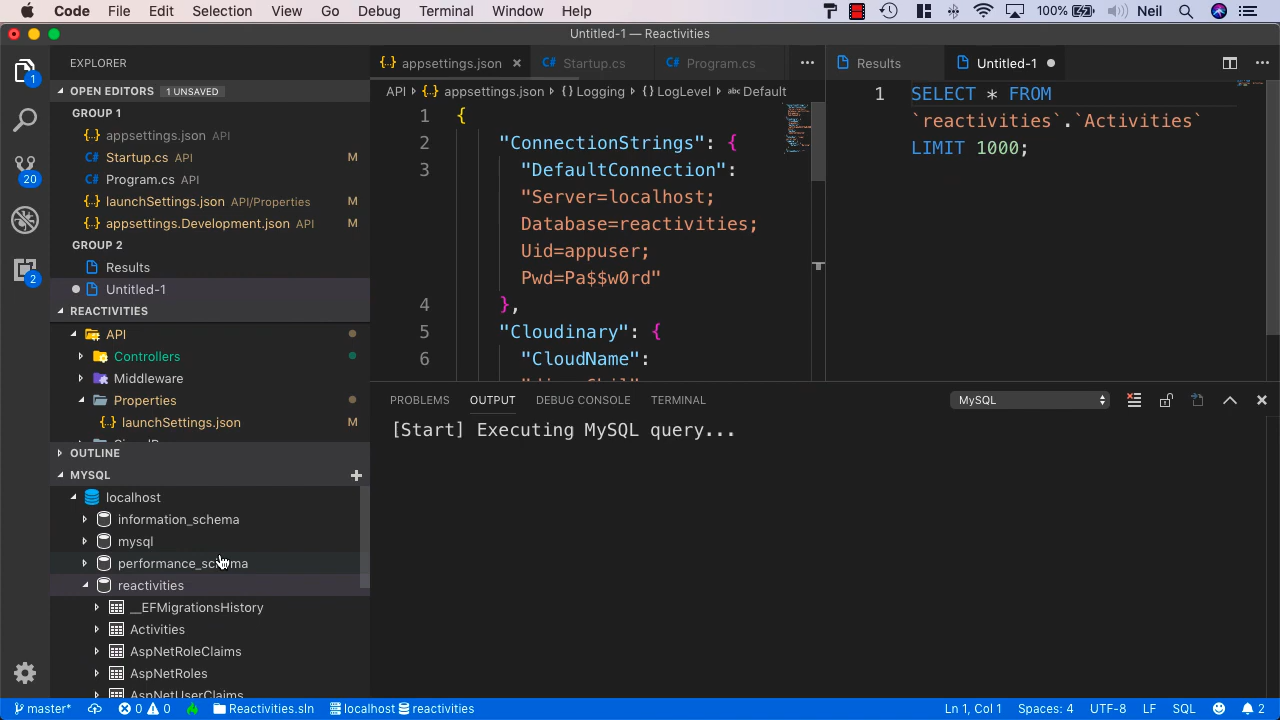 Code File Edit Selection View Go Debug Terminal Window Help 100% Neil
Untitled-1 — Reactivities
EXPLORER
OPEN EDITORS 1 UNSAVED
GROUP 1
appsettings.json API
Startup.cs API M
Program.cs API
launchSettings.json API/Properties M
appsettings.Development.json API M
GROUP 2
Results
Untitled-1
REACTIVITIES
API
Controllers
Middleware
Properties
launchSettings.json M
OUTLINE
MYSQL
localhost
information_schema
mysql
performance_schema
reactivities
__EFMigrationsHistory
Activities
AspNetRoleClaims
AspNetRoles
AspNetUserClaims
1
20
2
appsettings.json Startup.cs Program.cs
API appsettings.json Logging LogLevel Default
1 {
2 "ConnectionStrings": {
3 "DefaultConnection":
"Server=localhost;
Database=reactivities;
Uid=appuser;
Pwd=Pa$$w0rd"
4 },
5 "Cloudinary": {
6 "CloudName":
Results Untitled-1
1 SELECT * FROM
`reactivities`.`Activities`
LIMIT 1000;
PROBLEMS OUTPUT DEBUG CONSOLE TERMINAL MySQL
[Start] Executing MySQL query...
master* 0 0 Reactivities.sln localhost reactivities Ln 1, Col 1 Spaces: 4 UTF-8 LF SQL 2